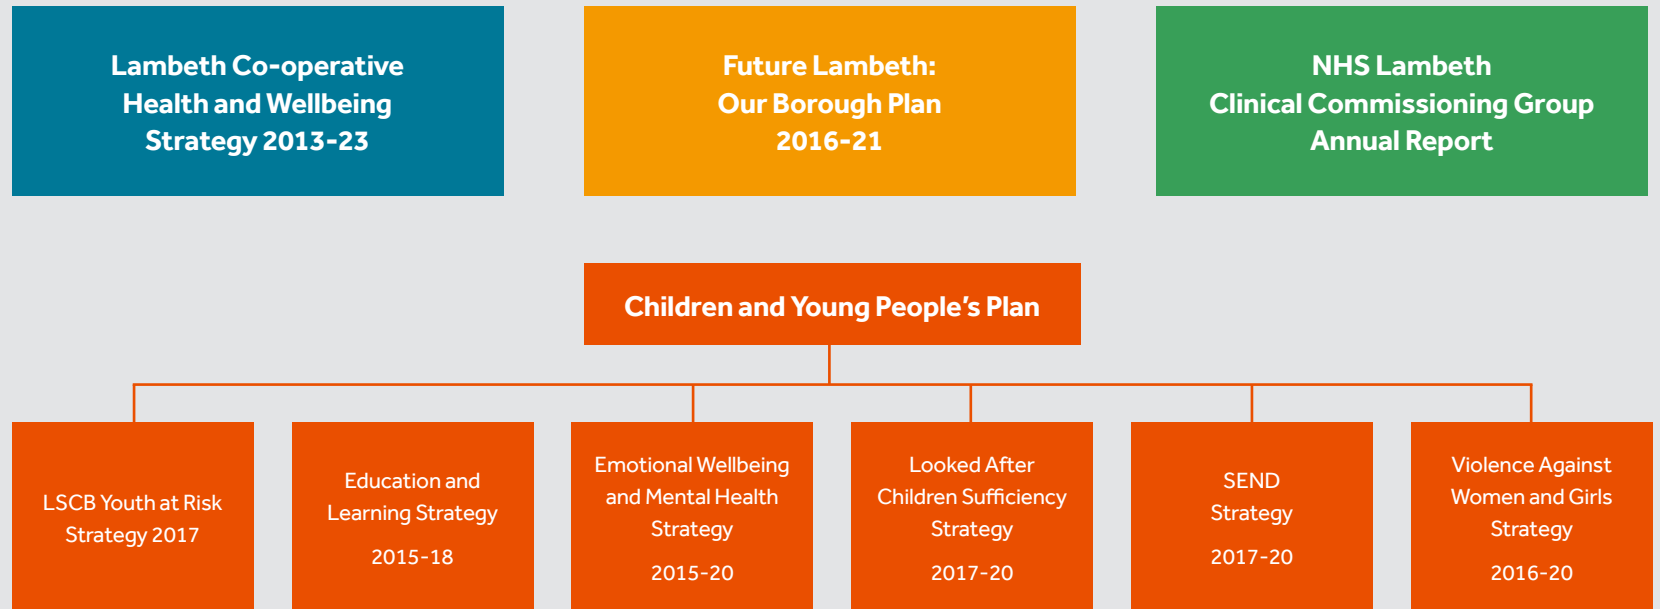 Lambeth Co-operative
Health and Wellbeing
Strategy 2013-23
Future Lambeth:
Our Borough Plan
2016-21
NHS Lambeth
Clinical Commissioning Group
Annual Report
Children and Young People’s Plan
LSCB Youth at Risk
Strategy 2017
Education and
Learning Strategy
2015-18
Emotional Wellbeing
and Mental Health
Strategy
2015-20
Looked After
Children Sufficiency
Strategy
2017-20
SEND
Strategy
2017-20
Violence Against
Women and Girls
Strategy
2016-20